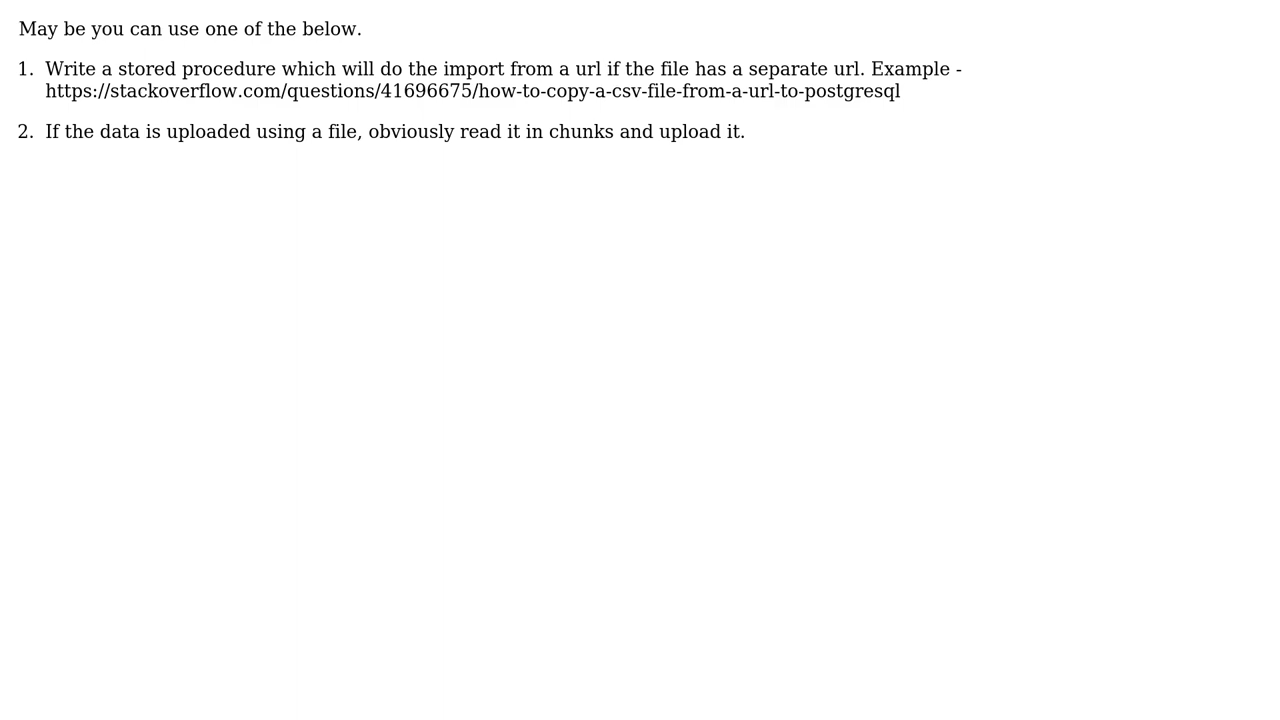 May be you can use one of the below.
1. Write a stored procedure which will do the import from a url if the file has a separate url. Example -
https://stackoverflow.com/questions/41696675/how-to-copy-a-csv-file-from-a-url-to-postgresql
2. If the data is uploaded using a file, obviously read it in chunks and upload it.